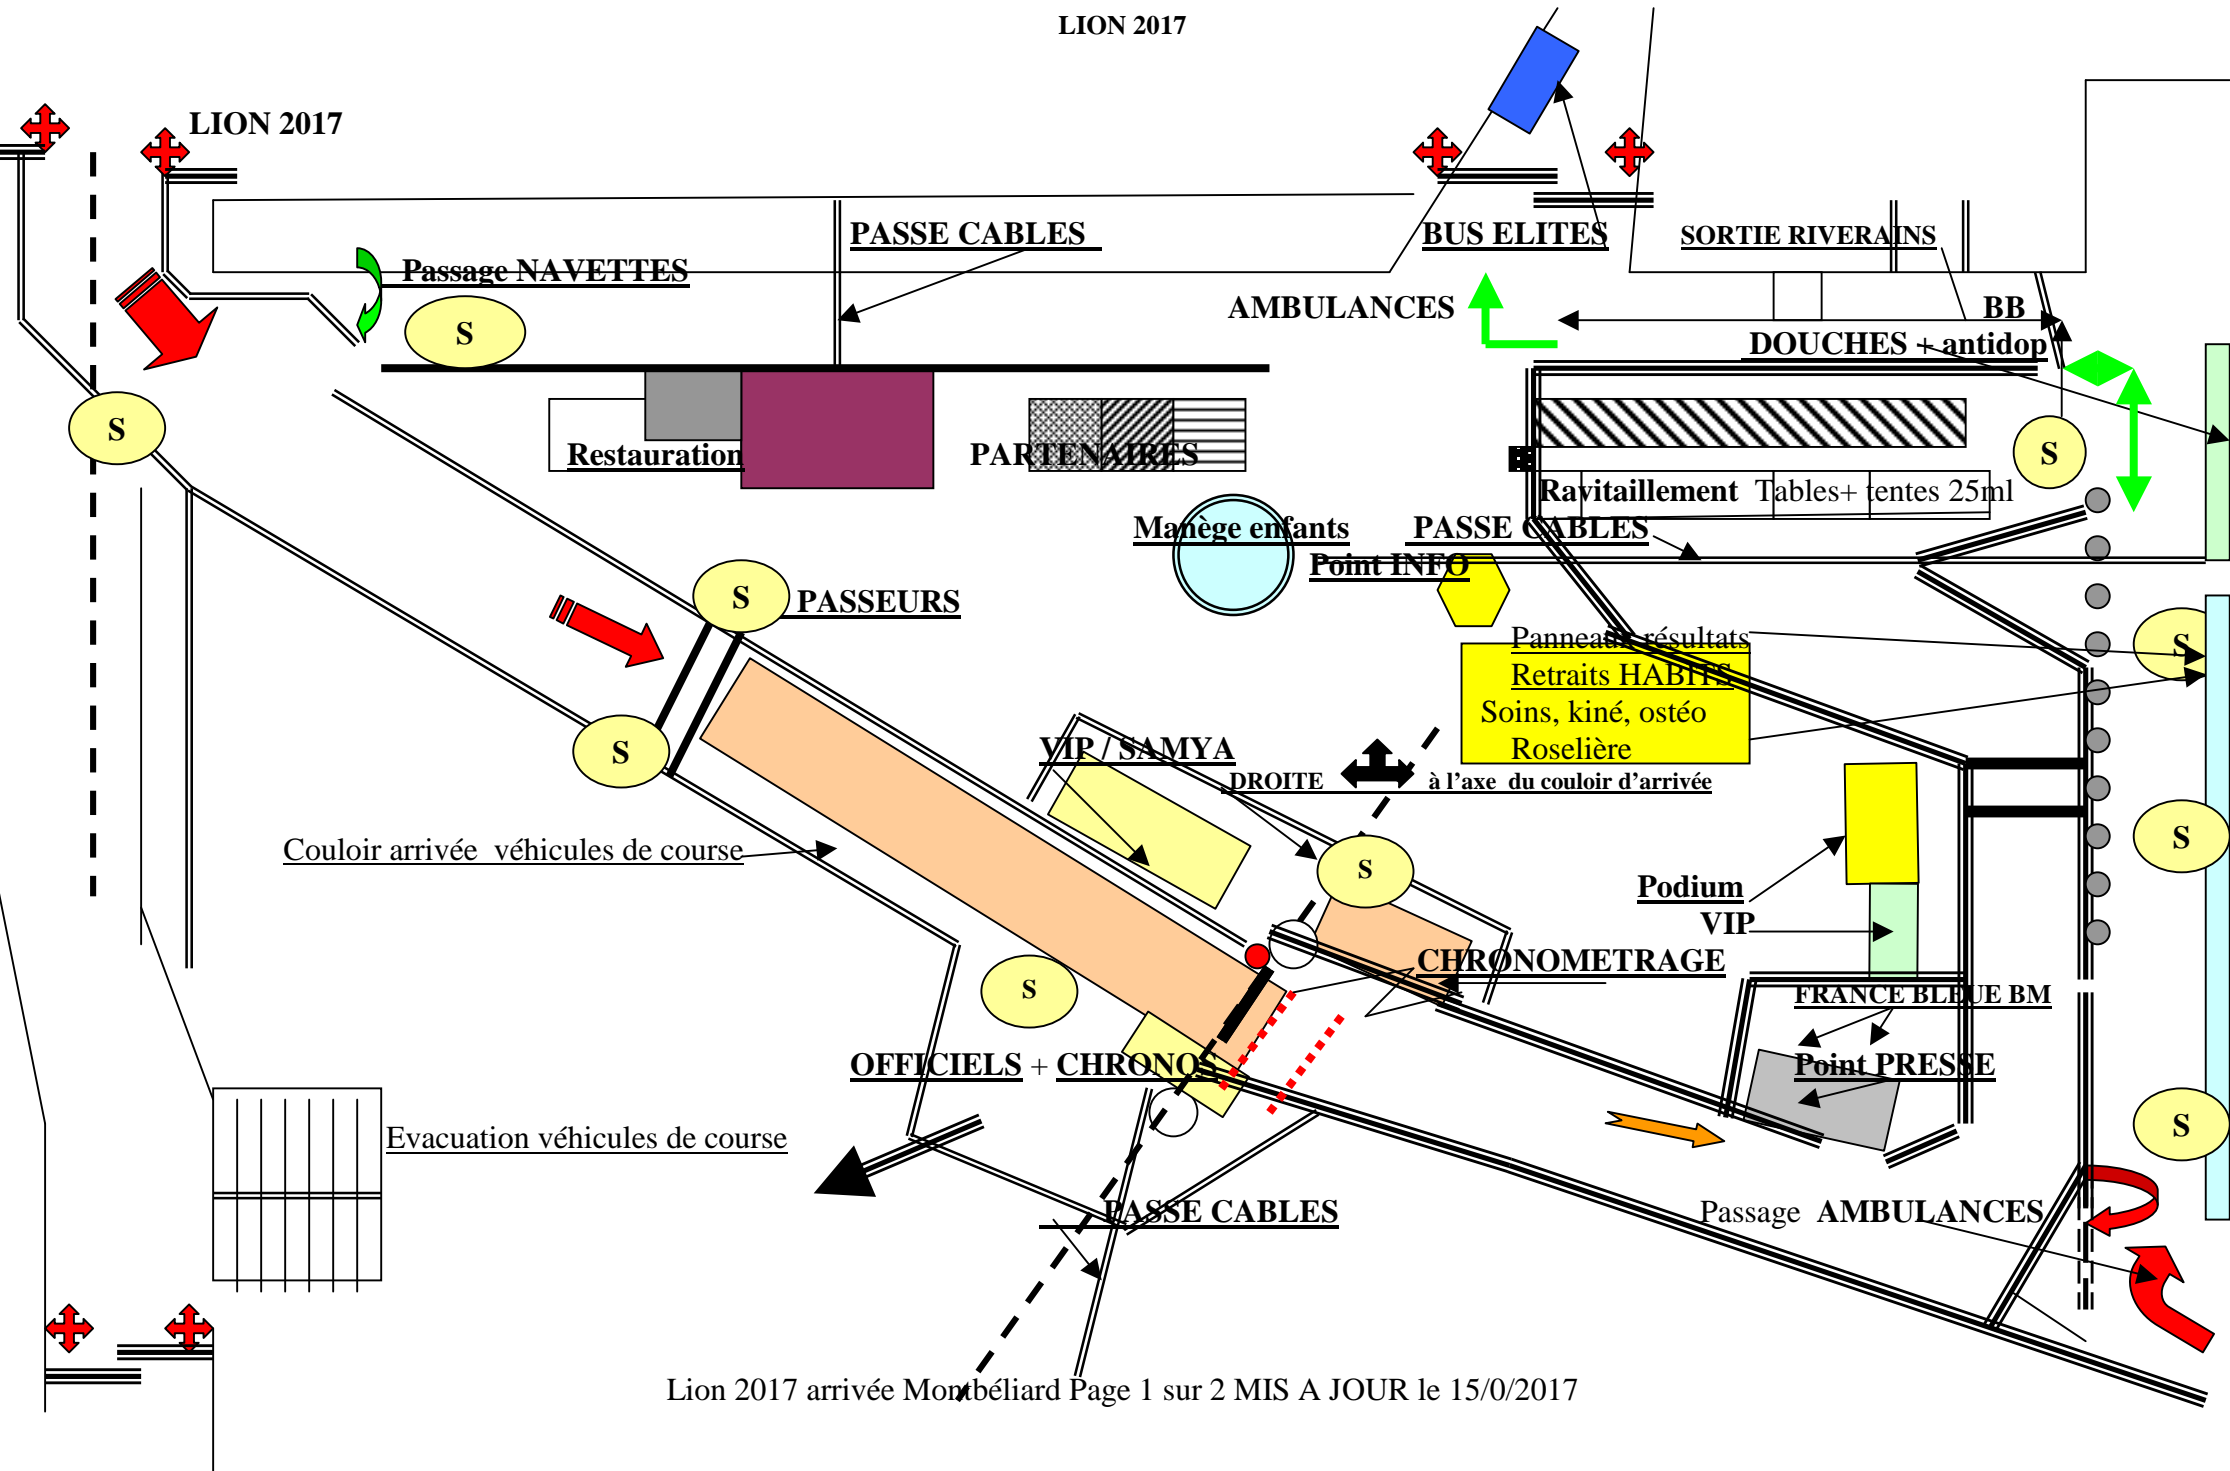 LION 2017
LION 2017
PASSE CABLES
BUS ELITES
SORTIE RIVERAINS
Passage NAVETTES
AMBULANCES
BB
S
DOUCHES + antidop
S
Restauration
PARTENAIRES
S
Ravitaillement Tables+ tentes 25ml
Manège enfants
PASSE CABLES
Point INFO
S
PASSEURS
Panneaux résultats
S
Retraits HABITS
Soins, kiné, ostéo
Roselière
S
VIP / SAMYA
DROITE à l'axe du couloir d'arrivée
S
Couloir arrivée véhicules de course
S
Podium
VIP
CHRONOMETRAGE
S
FRANCE BLEUE BM
OFFICIELS + CHRONOS
Point PRESSE
S
Evacuation véhicules de course
PASSE CABLES
Passage AMBULANCES
Lion 2017 arrivée Montbéliard Page 1 sur 2 MIS A JOUR le 15/0/2017